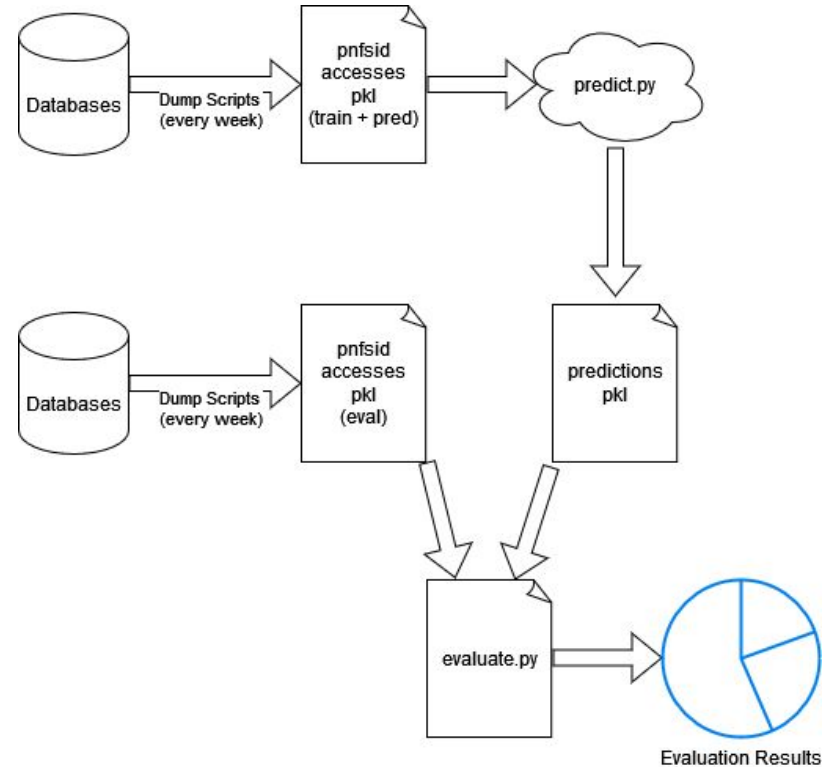 Databases
Dump Scripts
(every week)
pnfsid
accesses
pkl
(train + pred)
predict.py
Databases
Dump Scripts
(every week)
pnfsid
accesses
pkl
(eval)
predictions
pkl
evaluate.py
Evaluation Results